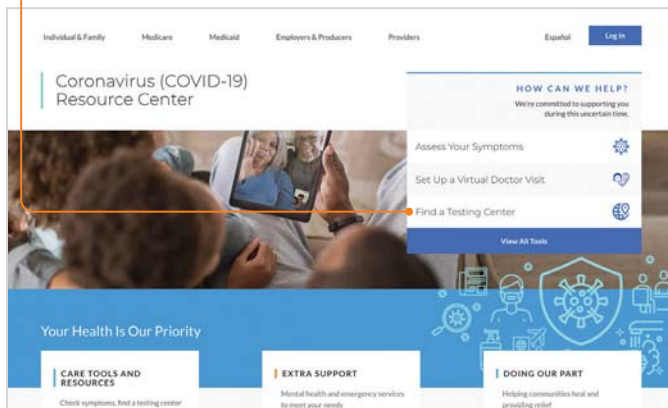 Individual & Family Medicare Medicaid Employers & Producers Providers Español Log In
Coronavirus (COVID-19)
Resource Center
HOW CAN WE HELP?
We're committed to supporting you
during this uncertain time.
Assess Your Symptoms
Set Up a Virtual Doctor Visit
Find a Testing Center
View All Tools
Your Health Is Our Priority
CARE TOOLS AND
RESOURCES
Check symptoms, find a testing center
EXTRA SUPPORT
Mental health and emergency services
to meet your needs
DOING OUR PART
Helping communities heal and
providing relief